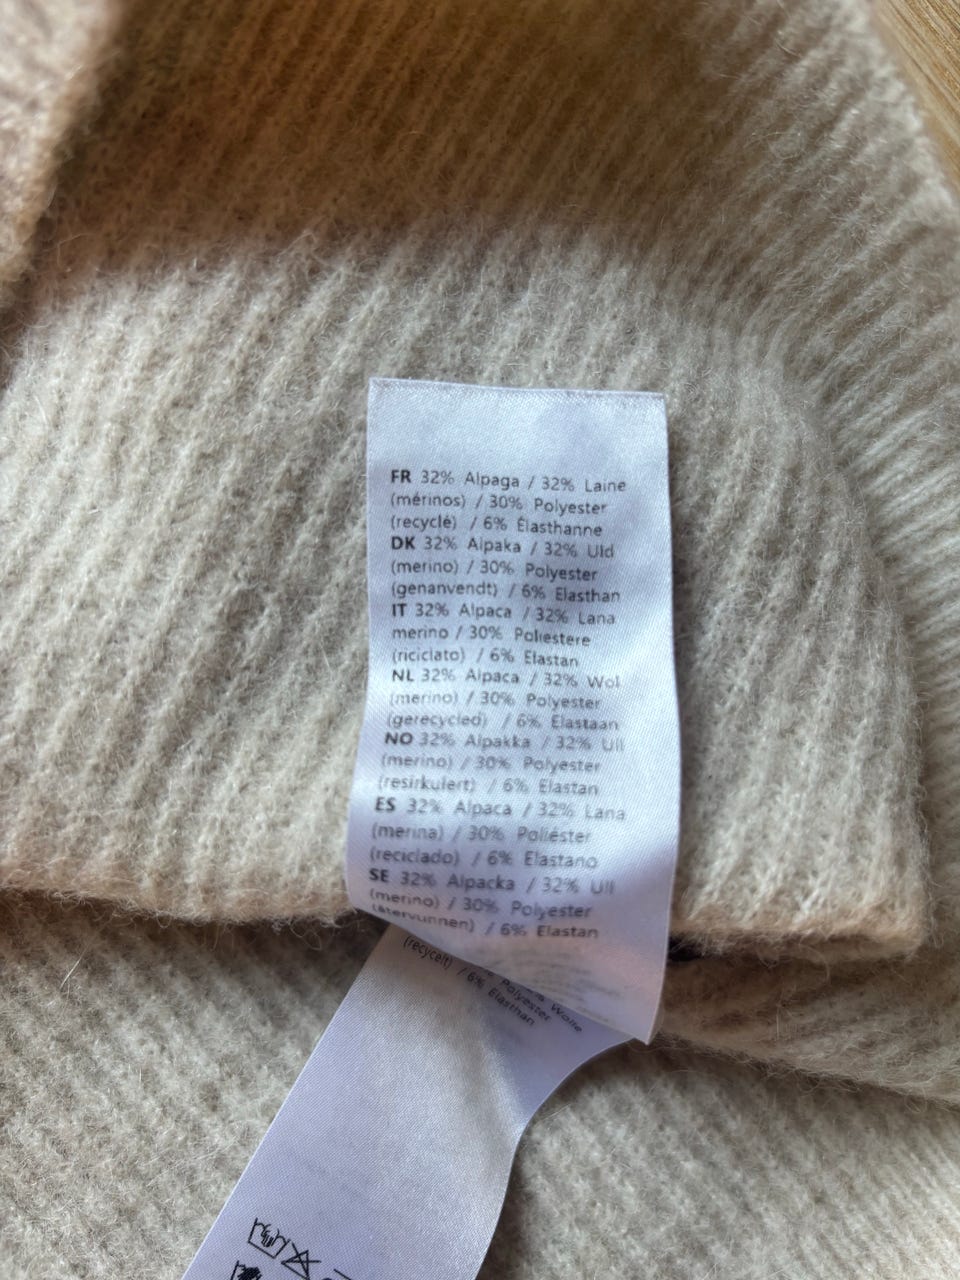 FR 32% Alpaga / 32% Laine
(mérinos) / 30% Polyester
(recyclé) / 6% Élasthanne
DK 32% Alpaka / 32% Uld
(merino) / 30% Polyester
(genanvendt) / 6% Elasthan
IT 32% Alpaca / 32% Lana
merino / 30% Poliestere
(riciclato) / 6% Elastan
NL 32% Alpaca / 32% Wol
(merino) / 30% Polyester
(gerecycled) / 6% Elastaan
NO 32% Alpakka / 32% Ull
(merino) / 30% Polyester
(resirkulert) / 6% Elastan
ES 32% Alpaca / 32% Lana
(merina) / 30% Poliéster
(reciclado) / 6% Elastano
SE 32% Alpacka / 32% Ull
(merino) / 30% Polyester
(återvunnen) / 6% Elastan
% Wolle
% Polyester
(recycelt) / 6% Elasthan